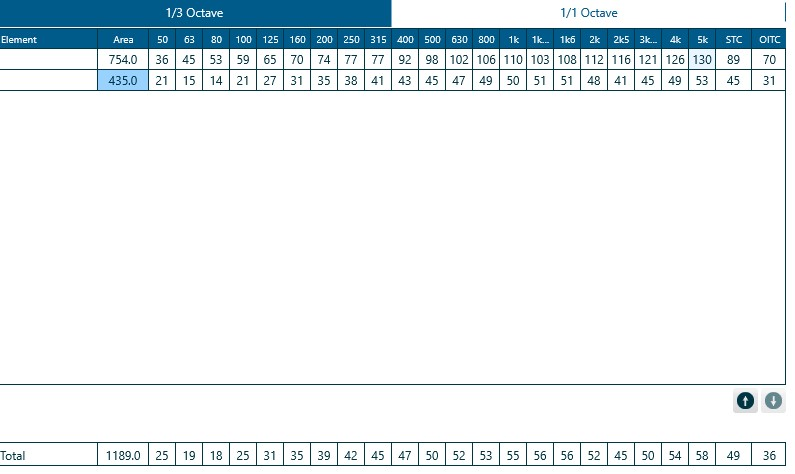 1/3 Octave 1/1 Octave
Element Area 50 63 80 100 125 160 200 250 315 400 500 630 800 1k 1k... 1k6 2k 2k5 3k... 4k 5k STC OITC
754.0 36 45 53 59 65 70 74 77 77 92 98 102 106 110 103 108 112 116 121 126 130 89 70
435.0 21 15 14 21 27 31 35 38 41 43 45 47 49 50 51 51 48 41 45 49 53 45 31
Total 1189.0 25 19 18 25 31 35 39 42 45 47 50 52 53 55 56 56 52 45 50 54 58 49 36